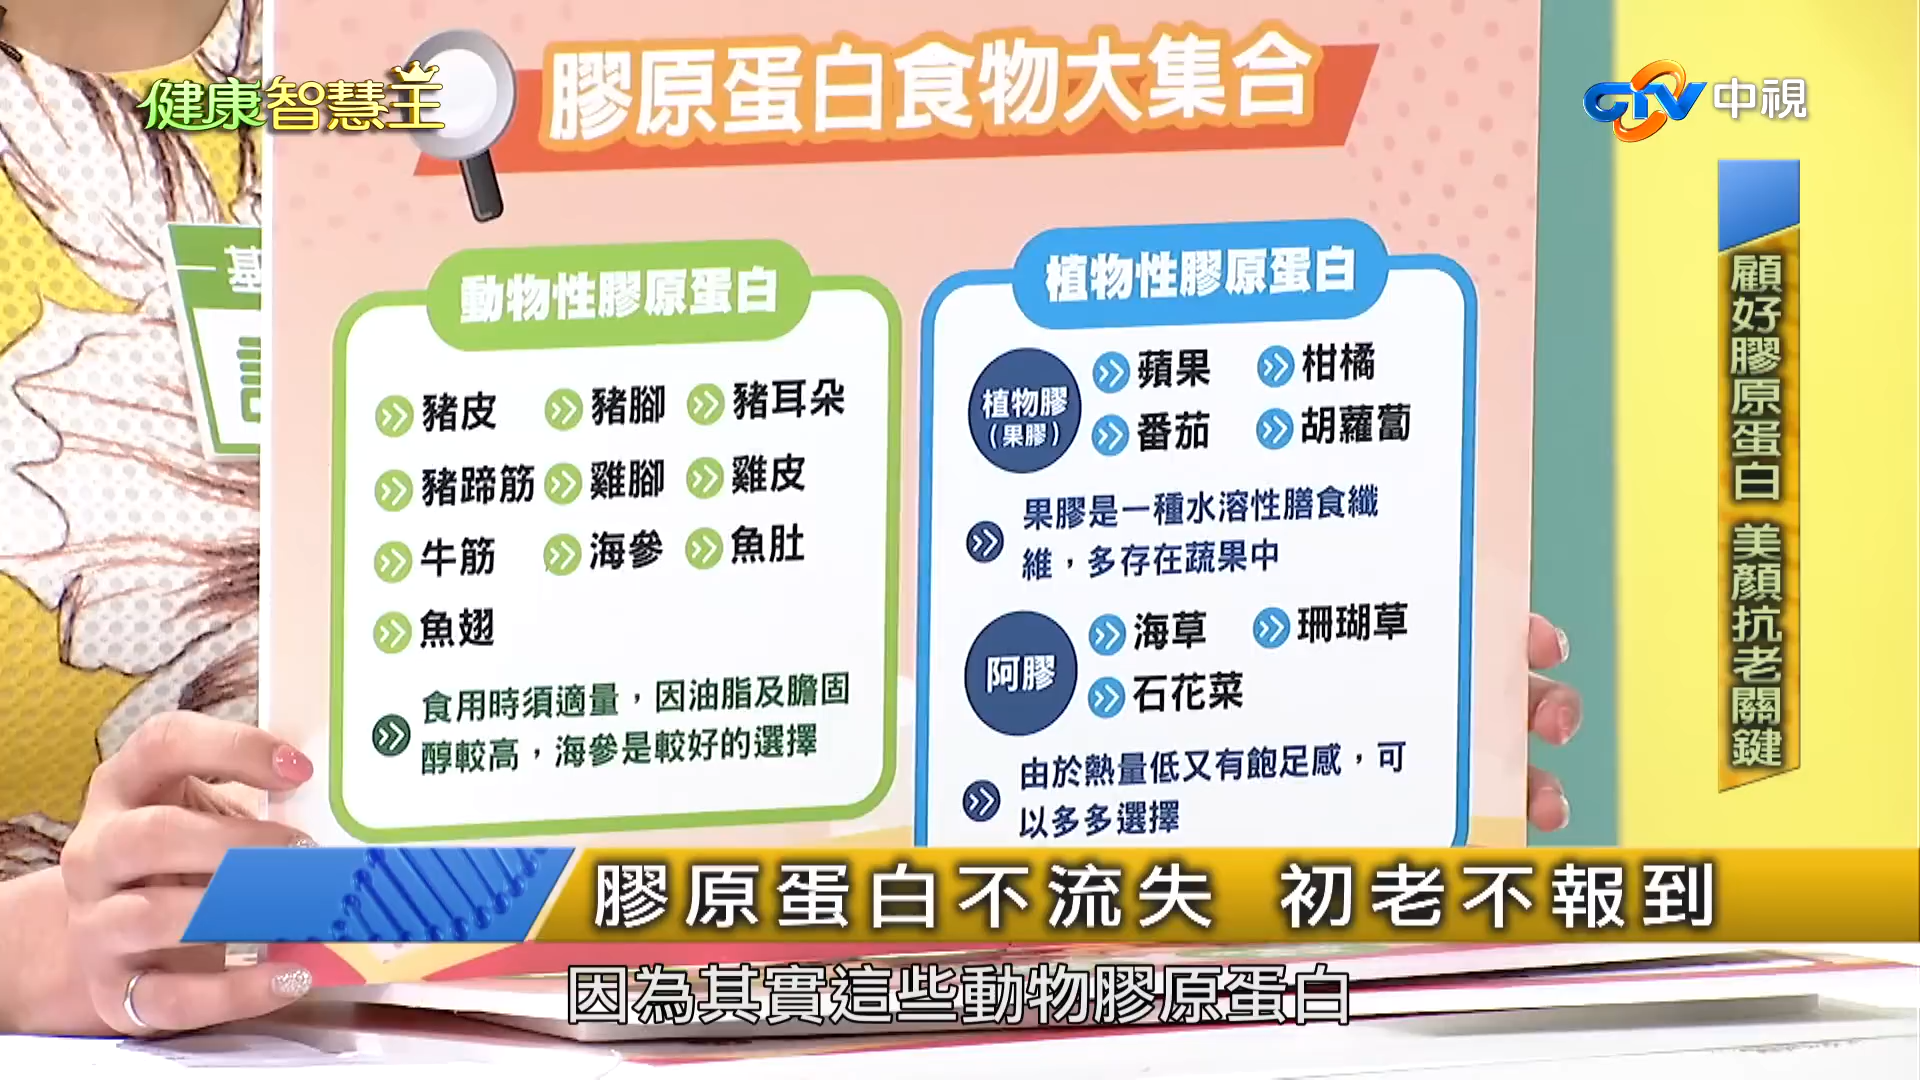 健康智慧王
CTV中視
膠原蛋白食物大集合
基
動物性膠原蛋白
豬皮 豬腳 豬耳朵
豬蹄筋 雞腳 雞皮
牛筋 海參 魚肚
魚翅
食用時須適量，因油脂及膽固
醇較高，海參是較好的選擇
植物性膠原蛋白
植物膠
(果膠)
蘋果 柑橘
番茄 胡蘿蔔
果膠是一種水溶性膳食纖
維，多存在蔬果中
阿膠
海草 珊瑚草
石花菜
由於熱量低又有飽足感，可
以多多選擇
顧好膠原蛋白 美顏抗老關鍵
膠原蛋白不流失 初老不報到
因為其實這些動物膠原蛋白